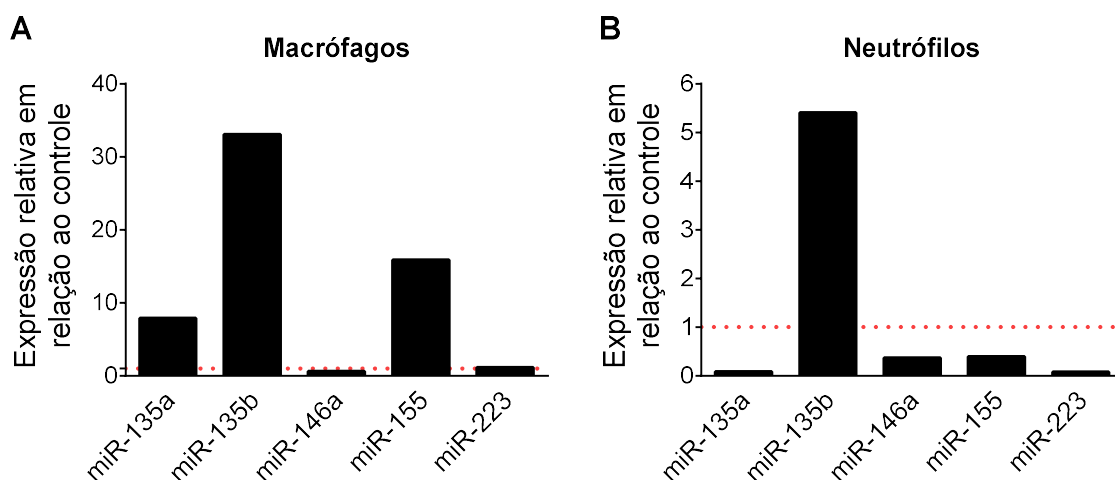 A
Macrófagos
Expressão relativa em
relação ao controle
40
30
20
10
0
miR-135a
miR-135b
miR-146a
miR-155
miR-223
B
Neutrófilos
Expressão relativa em
relação ao controle
6
5
4
3
2
1
0
miR-135a
miR-135b
miR-146a
miR-155
miR-223